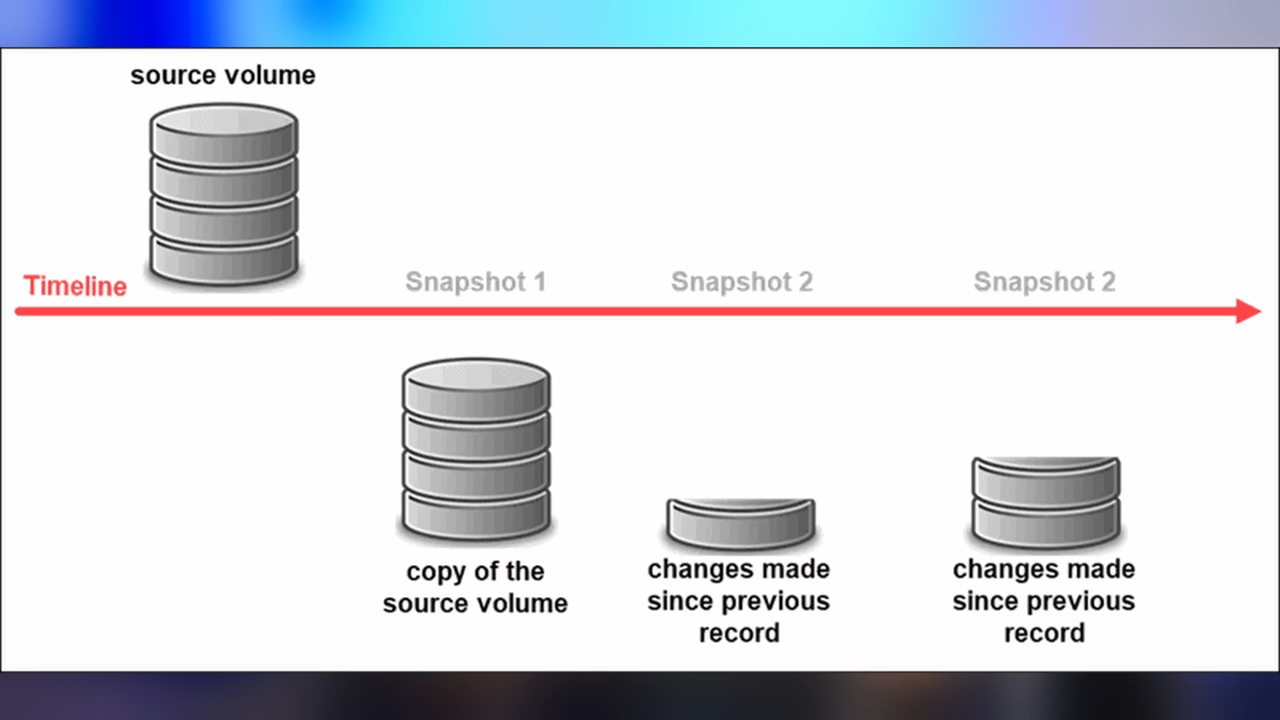 source volume
Timeline
Snapshot 1
Snapshot 2
Snapshot 2
copy of the
source volume
changes made
since previous
record
changes made
since previous
record